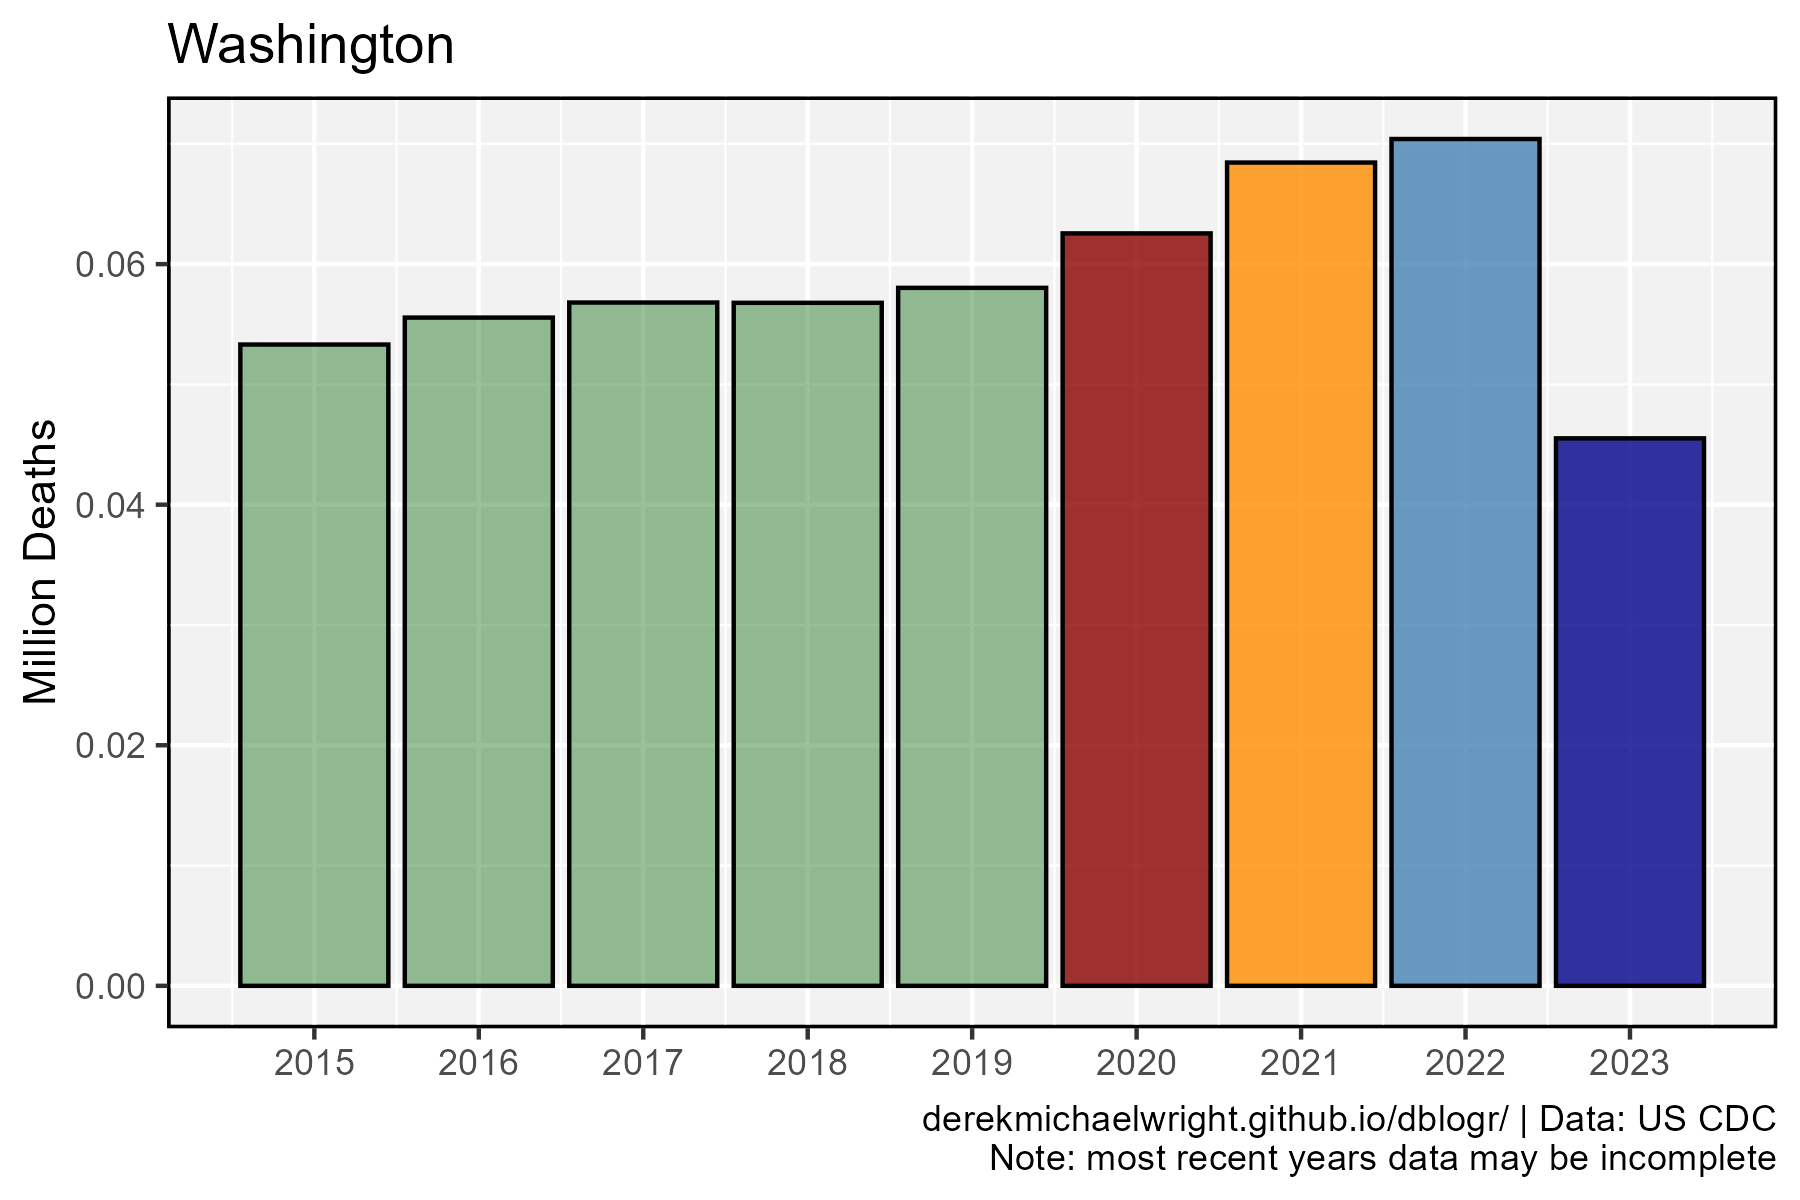 Washington
Million Deaths
0.06
0.04
0.02
0.00
2015 2016 2017 2018 2019 2020 2021 2022 2023
derekmichaelwright.github.io/dblogr/ | Data: US CDC
Note: most recent years data may be incomplete